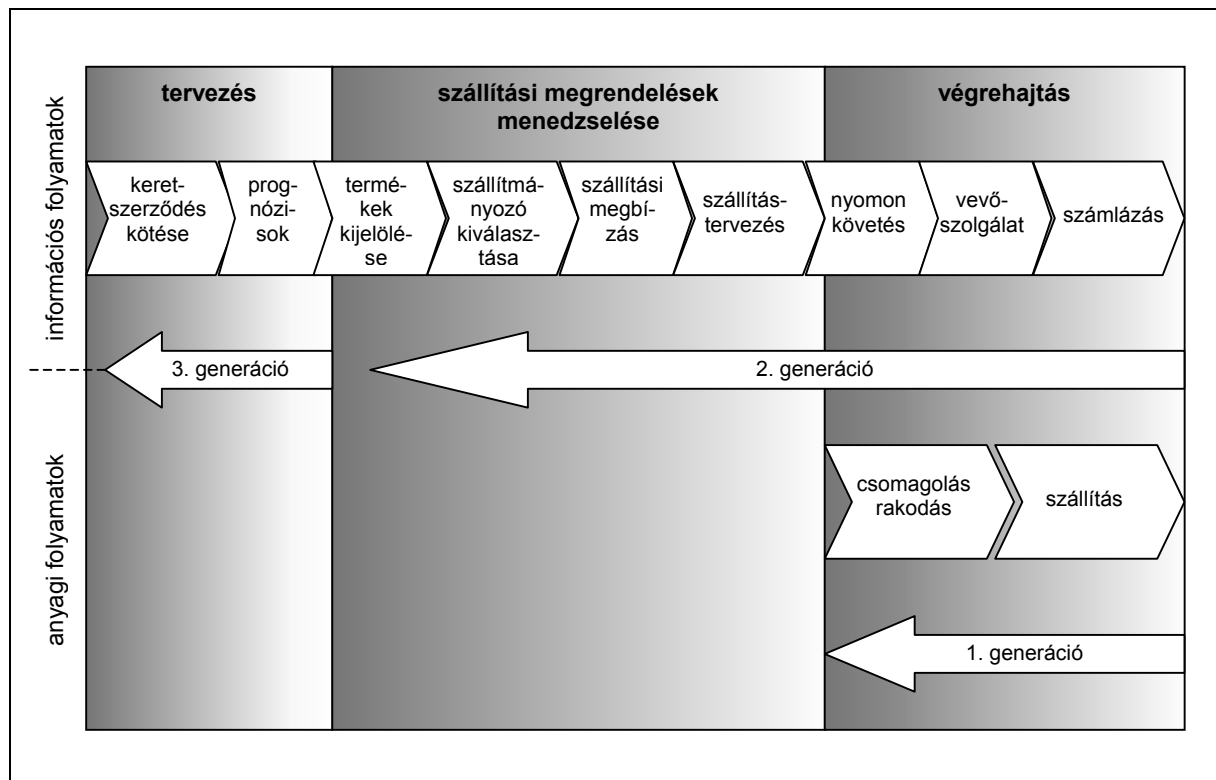 tervezés
szállítási megrendelések
menedzselése
végrehajtás
információs folyamatok
keret-
szerződés
kötése
prog-
nózi-
sok
termé-
kek
kijelölé-
se
szállítmá-
nyozó
kiválasz-
tása
szállítási
megbí-
zás
szállítás-
tervezés
nyomon
követés
vevő-
szolgálat
számlázás
3. generáció
2. generáció
anyagi folyamatok
csomagolás
rakodás
szállítás
1. generáció